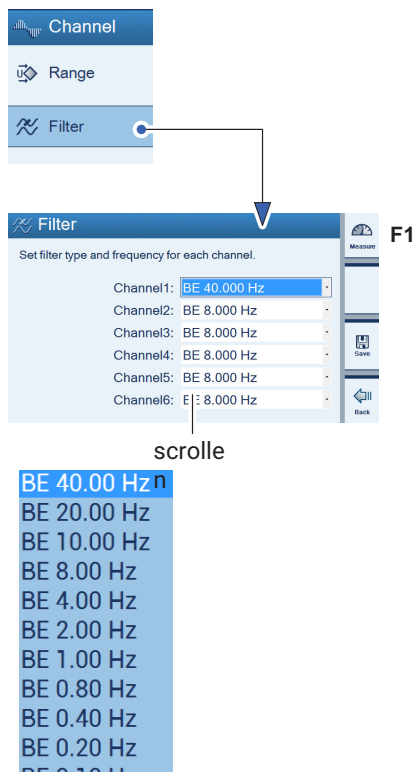 Channel
Range
Filter
Filter
Measure
F1
Set filter type and frequency for each channel.
Channel1: BE 40.000 Hz
Channel2: BE 8.000 Hz
Channel3: BE 8.000 Hz
Channel4: BE 8.000 Hz
Save
Channel5: BE 8.000 Hz
Channel6: BE 8.000 Hz
Back
scrolle
n
BE 40.00 Hz
BE 20.00 Hz
BE 10.00 Hz
BE 8.00 Hz
BE 4.00 Hz
BE 2.00 Hz
BE 1.00 Hz
BE 0.80 Hz
BE 0.40 Hz
BE 0.20 Hz